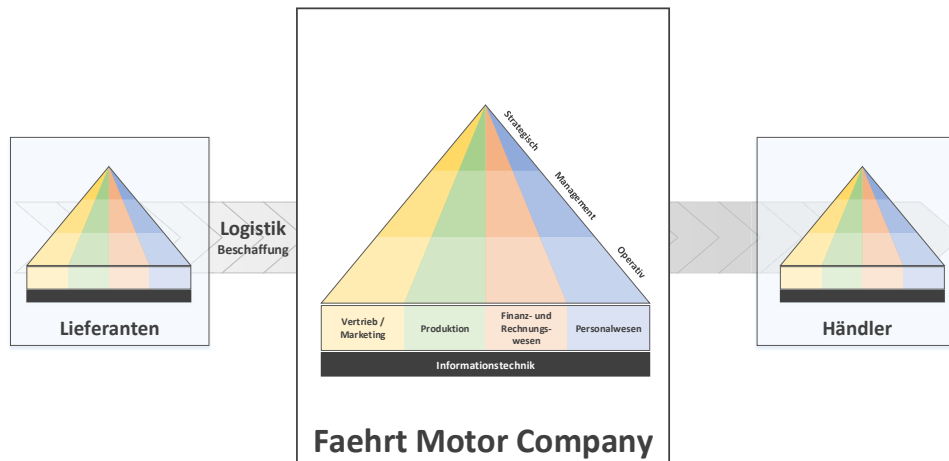 Strategisch
Management
Operativ
Logistik
Beschaffung
Vertrieb /
Marketing
Produktion
Finanz- und
Rechnungs-
wesen
Personalwesen
Informationstechnik
Lieferanten
Händler
Faehrt Motor Company